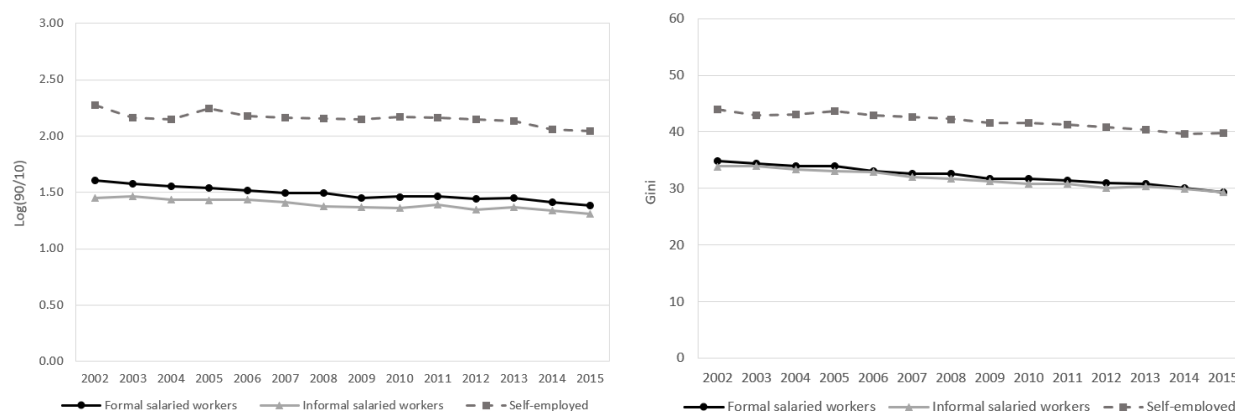 3.00
2.50
2.00
1.50
1.00
0.50
0.00
Log(90/10)
2002 2003 2004 2005 2006 2007 2008 2009 2010 2011 2012 2013 2014 2015
Formal salaried workers Informal salaried workers Self-employed
60
50
40
30
20
10
0
Gini
2002 2003 2004 2005 2006 2007 2008 2009 2010 2011 2012 2013 2014 2015
Formal salaried workers Informal salaried workers Self-employed